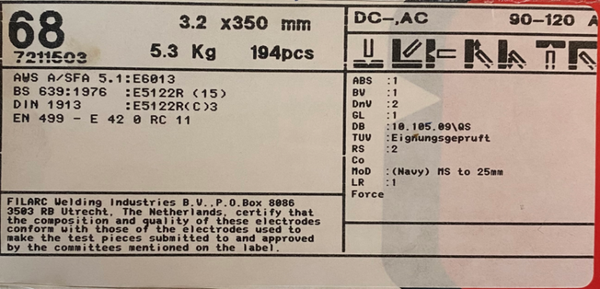 68
7211503
3.2 x350 mm
5.3 Kg 194pcs
DC-,AC 90-120 A
AWS A/SFA 5.1:E6013
BS 639:1976 :E5122R (15)
DIN 1913 :E5122R(C)3
EN 499 - E 42 0 RC 11
ABS :1
BV :1
DnV :2
GL :1
DB :10.105.09\QS
TUV :Eignungsgepruft
RS :2
Co
MoD :(Navy) MS to 25mm
LR :1
Force
FILARC Welding Industries B.V.,P.O.Box 8086
3503 RB Utrecht, The Netherlands, certify that
the composition and quality of these electrodes
conform with those of the electrodes used to
make the test pieces submitted to and approved
by the committees mentioned on the label.